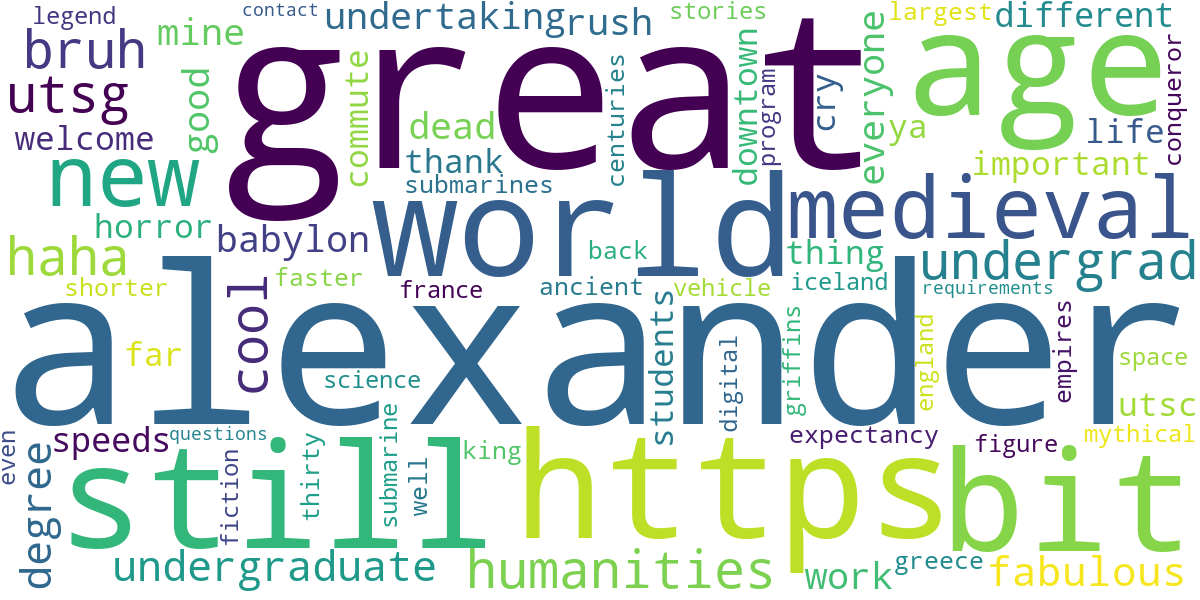 legend
contact
undertaking
rush
stories
largest
different
bruh
mine
great
age
utsg
good
commute
dead
centuries
downtown
program
cry
everyone
ya
life
conqueror
welcome
thank
important
new
submarines
world
medieval
horror
babylon
back
thing
undergrad
haha
shorter
cool
faster
france
ancient
vehicle
iceland
requirements
alexander
far
science
students
digital
griffins
england
empires
space
utsc
speeds
questions
king
expectancy
figure
mythical
even
degree
still
fiction
thirty
submarine
well
https
bit
undergraduate
humanities
work
greece
fabulous